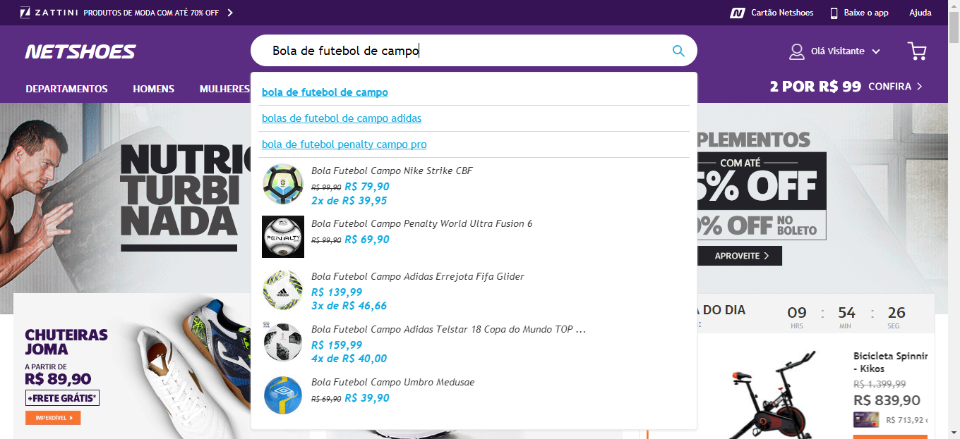 ZATTINI PRODUTOS DE MODA COM ATÉ 70% OFF
Cartão Netshoes
Baixe o app
Ajuda
NETSHOES
Bola de futebol de campo
Olá Visitante
DEPARTAMENTOS
HOMENS
MULHERES
2 POR R$ 99 CONFIRA
bola de futebol de campo
bolas de futebol de campo adidas
bola de futebol penalty campo pro
Bola Futebol Campo Nike Strike CBF
R$ 99,90 R$ 79,90
2x de R$ 39,95
PENALTY
Bola Futebol Campo Penalty World Ultra Fusion 6
R$ 99,90 R$ 69,90
Bola Futebol Campo Adidas Errejota Fifa Glider
R$ 139,99
3x de R$ 46,66
Bola Futebol Campo Adidas Telstar 18 Copa do Mundo TOP ...
R$ 159,99
4x de R$ 40,00
Bola Futebol Campo Umbro Medusae
R$ 69,90 R$ 39,90
NUTRI
TURBI
NADA
PLEMENTOS
COM ATÉ
5% OFF
0% OFF NO
BOLETO
APROVEITE
CHUTEIRAS
JOMA
A PARTIR DE
R$ 89,90
+FRETE GRÁTIS*
IMPERDÍVEL
DO DIA
09 : 54 : 26
HRS MIN SEG
Bicicleta Spinnin
- Kikos
R$ 1.399,99
R$ 839,90
R$ 713,92